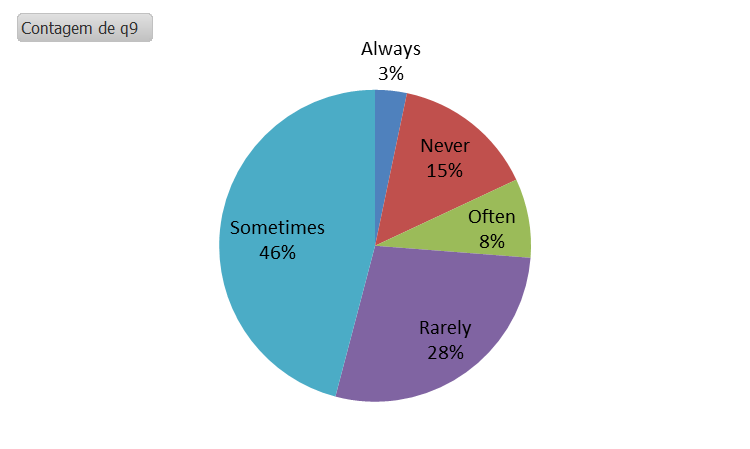 Contagem de q9
Always
3%
Never
15%
Often
8%
Sometimes
46%
Rarely
28%